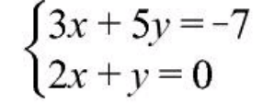 3x + 5y = -7
2x + y = 0